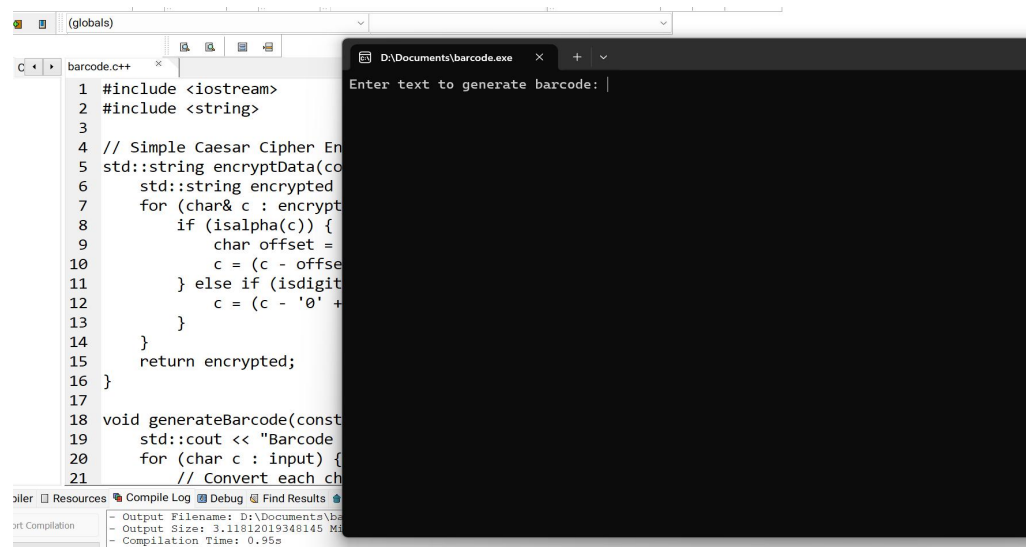 (globals)
barcode.c++
1 #include <iostream>
2 #include <string>
3
4 // Simple Caesar Cipher En
5 std::string encryptData(co
6 std::string encrypted
7 for (char& c : encrypt
8 if (isalpha(c)) {
9 char offset =
10 c = (c - offse
11 } else if (isdigit
12 c = (c - '0' +
13 }
14 }
15 return encrypted;
16 }
17
18 void generateBarcode(const
19 std::cout << "Barcode
20 for (char c : input) {
21 // Convert each ch
D:\Documents\barcode.exe
Enter text to generate barcode:
piler Resources Compile Log Debug Find Results
ort Compilation
- Output Filename: D:\Documents\ba
- Output Size: 3.11812019348145 Mi
- Compilation Time: 0.95s